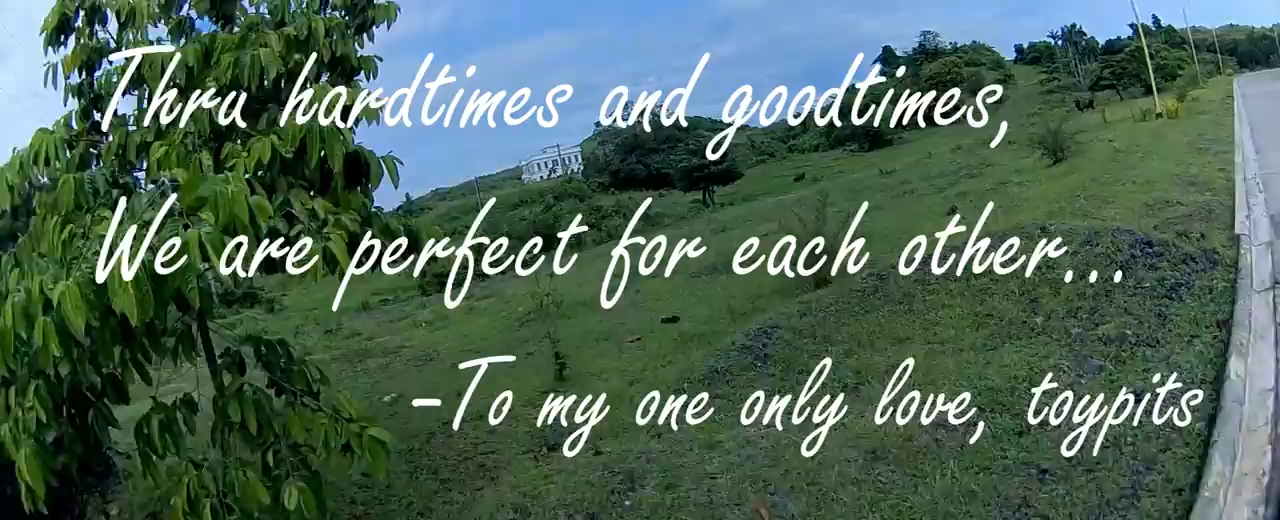 Thru hardtimes and goodtimes,
We are perfect for each other...
-To my one only love, toypits